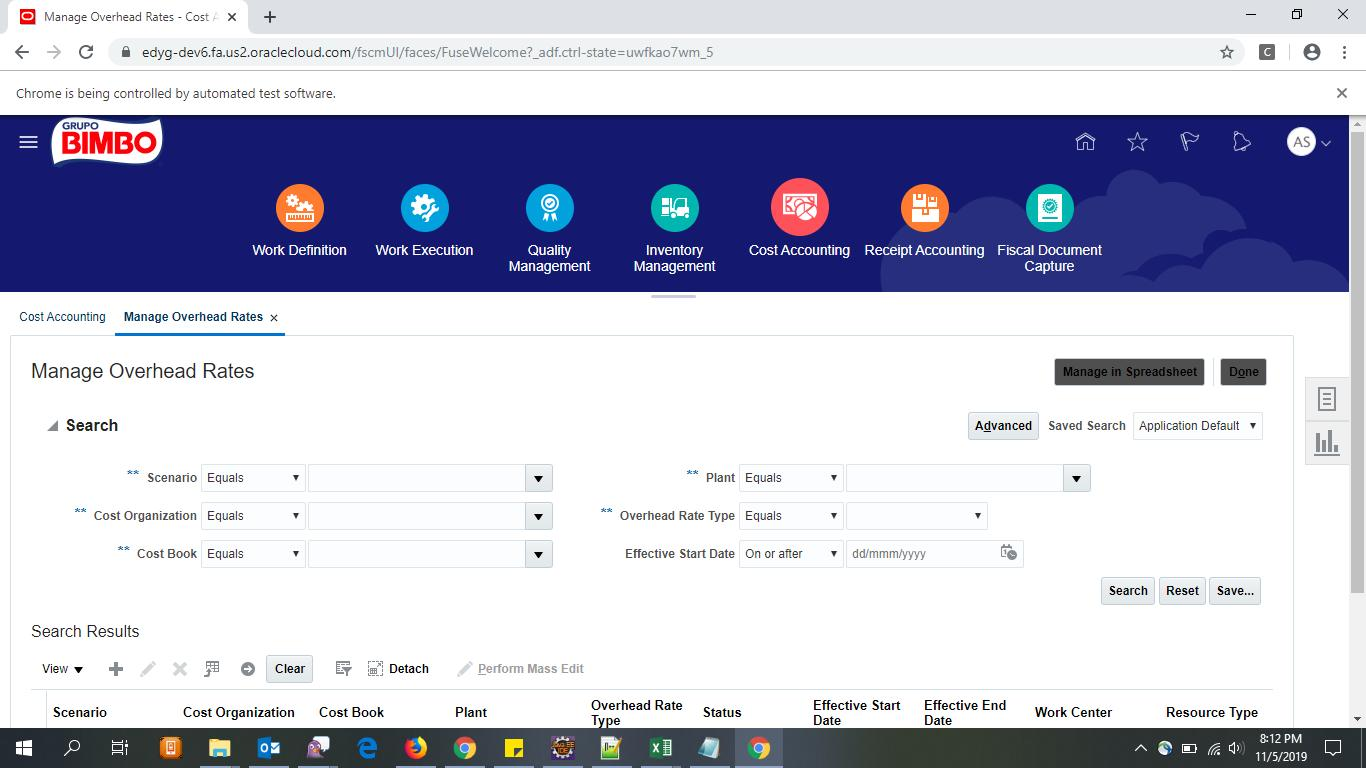 Manage Overhead Rates - Cost A
edyg-dev6.fa.us2.oraclecloud.com/fscmUI/faces/FuseWelcome?_adf.ctrl-state=uwfkao7wm_5
C
Chrome is being controlled by automated test software.
GRUPO
BIMBO
AS
Work Definition
Work Execution
Quality
Management
Inventory
Management
Cost Accounting
Receipt Accounting
Fiscal Document
Capture
Cost Accounting
Manage Overhead Rates
Manage Overhead Rates
Manage in Spreadsheet
Done
Search
Advanced
Saved Search
Application Default
** Scenario Equals
** Plant Equals
** Cost Organization Equals
** Overhead Rate Type Equals
** Cost Book Equals
Effective Start Date On or after dd/mmm/yyyy
Search
Reset
Save...
Search Results
View
Clear
Detach
Perform Mass Edit
Scenario
Cost Organization
Cost Book
Plant
Overhead Rate
Type
Status
Effective Start
Date
Effective End
Date
Work Center
Resource Type
8:12 PM
11/5/2019